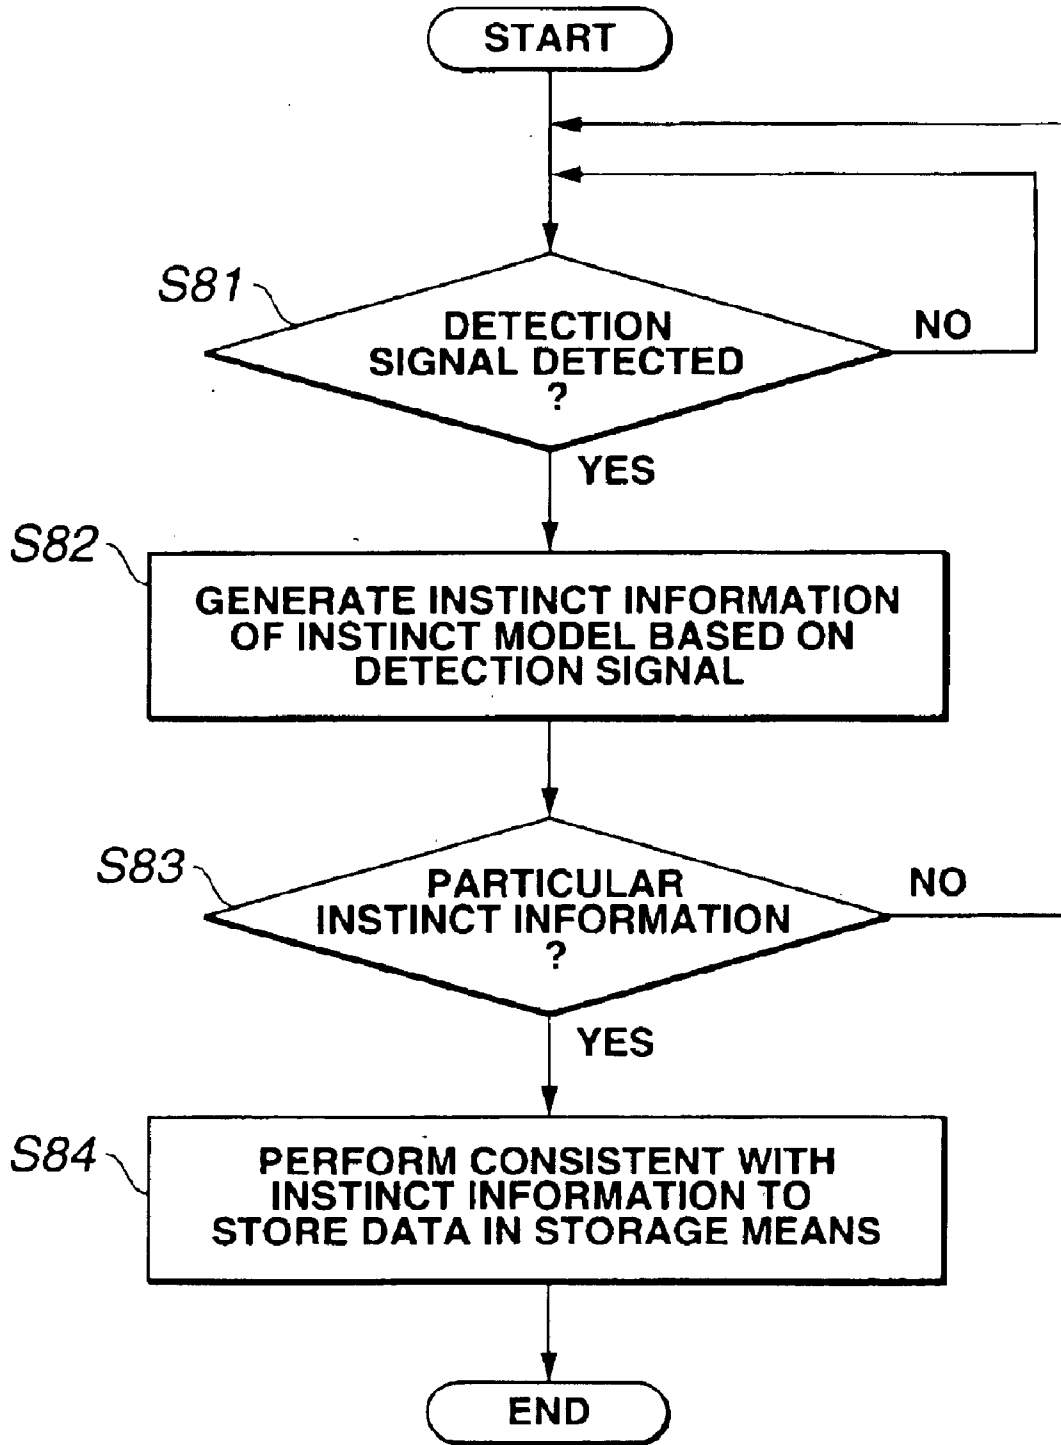 START
S81
DETECTION
SIGNAL DETECTED
?
NO
YES
S82
GENERATE INSTINCT INFORMATION
OF INSTINCT MODEL BASED ON
DETECTION SIGNAL
S83
PARTICULAR
INSTINCT INFORMATION
?
NO
YES
S84
PERFORM CONSISTENT WITH
INSTINCT INFORMATION TO
STORE DATA IN STORAGE MEANS
END